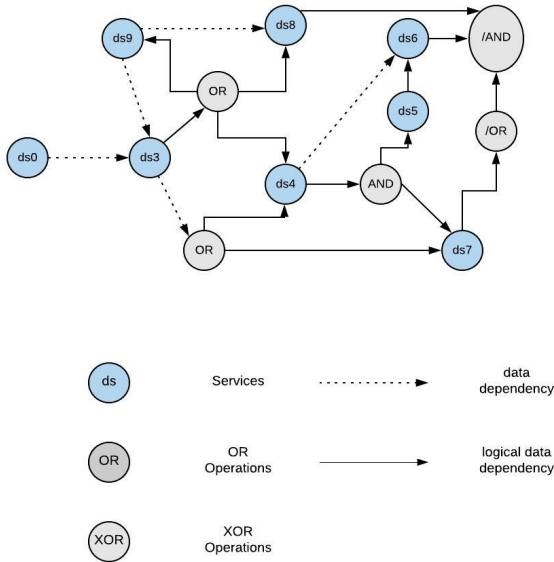 ds9
ds8
ds6
/AND
OR
ds5
/OR
ds0
ds3
ds4
AND
OR
ds7
ds
Services
data
dependency
OR
OR
Operations
logical data
dependency
XOR
XOR
Operations